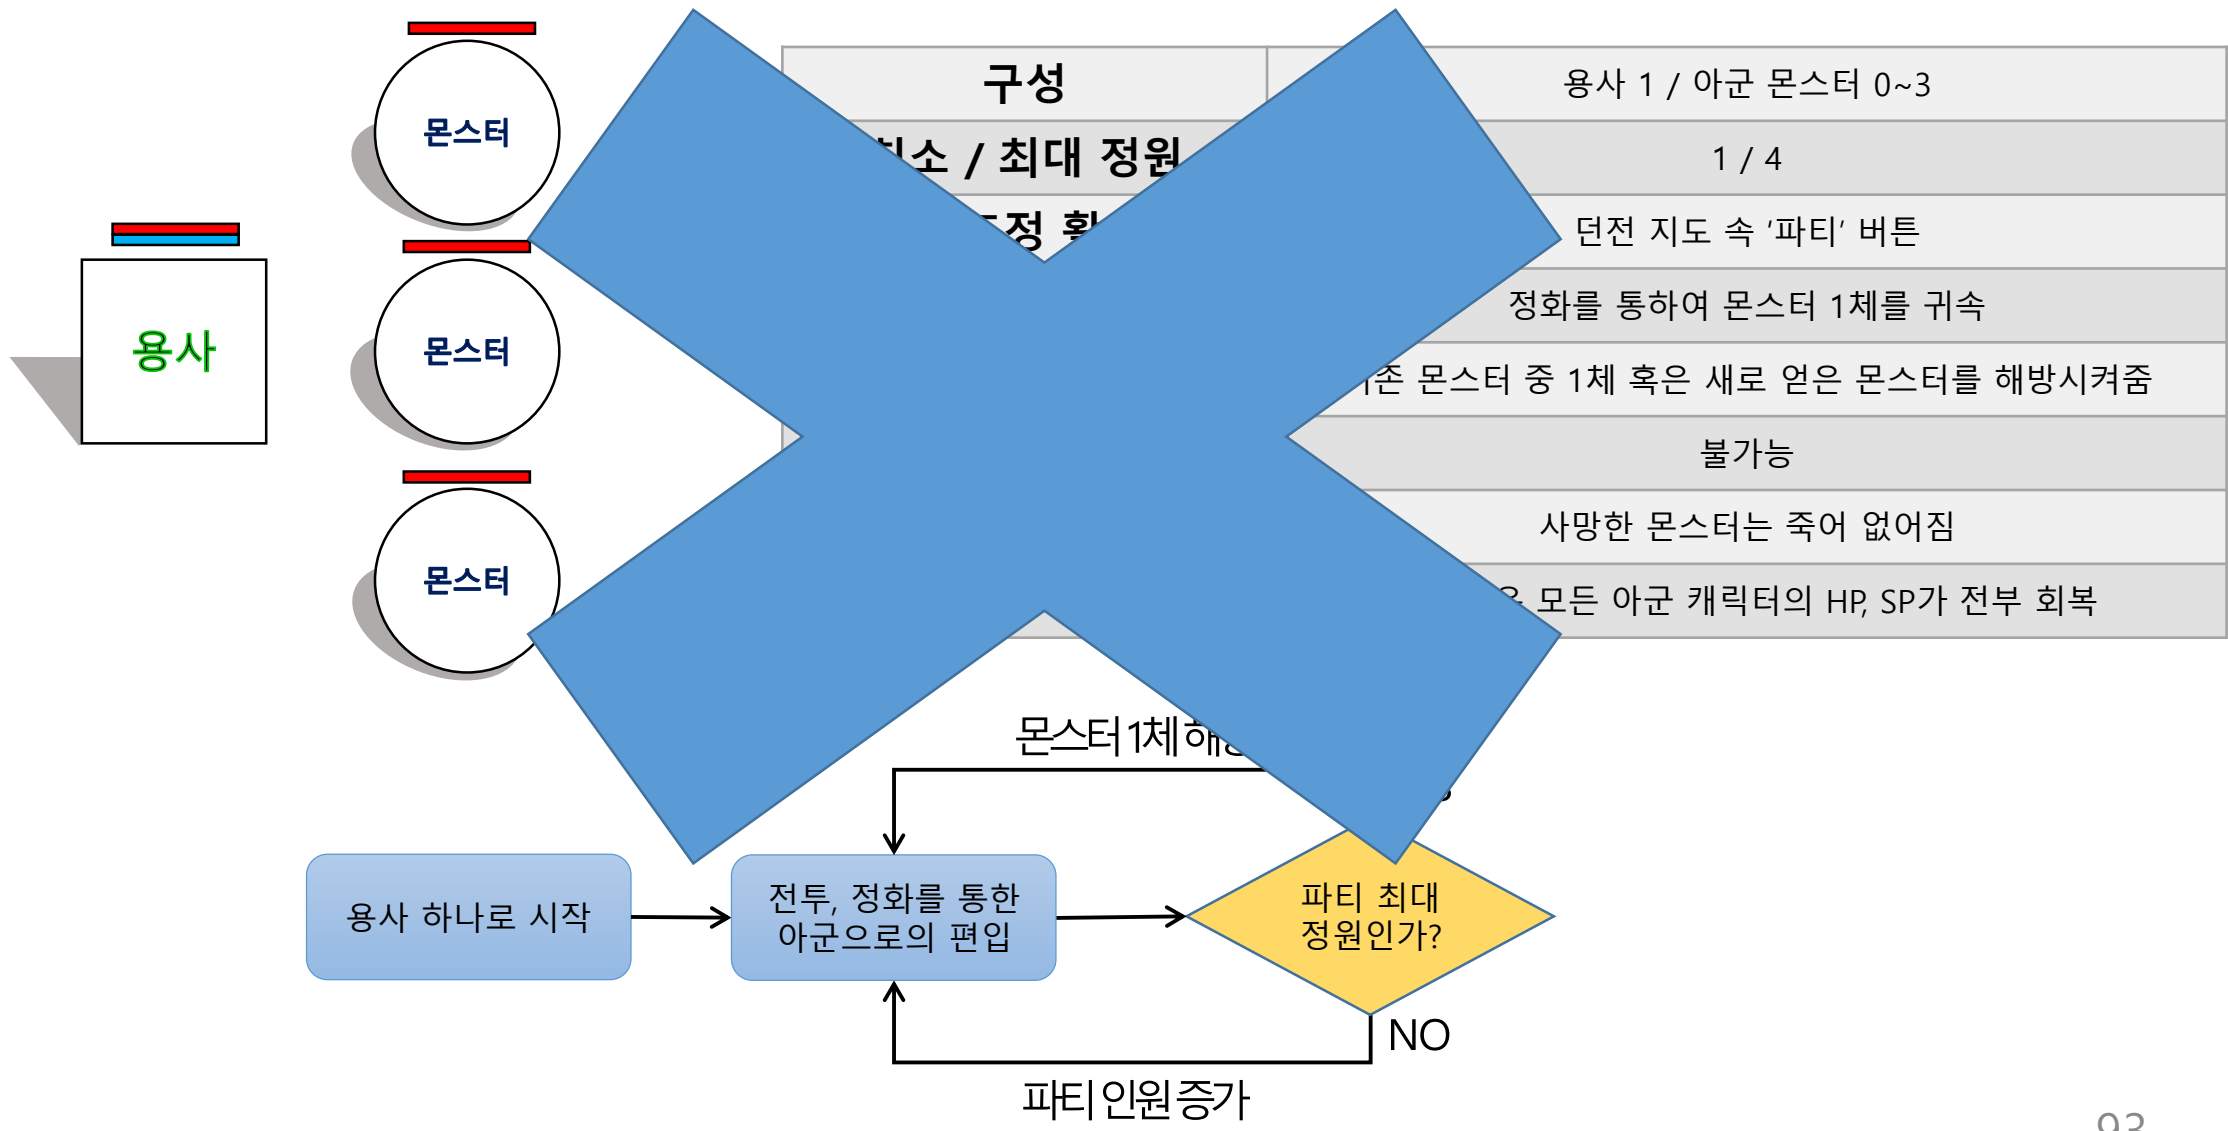 몬스터
몬스터
몬스터
용사
구성
용사 1 / 아군 몬스터 0~3
/ 최대 정원
1 / 4
던전 지도 속 ‘파티’ 버튼
정화를 통하여 몬스터 1체를 귀속
몬스터 중 1체 혹은 새로 얻은 몬스터를 해방시켜줌
불가능
사망한 몬스터는 죽어 없어짐
모든 아군 캐릭터의 HP, SP가 전부 회복
몬스터 1체
용사 하나로 시작
전투, 정화를 통한
아군으로의 편입
파티 최대
정원인가?
NO
파티 인원 증가
93